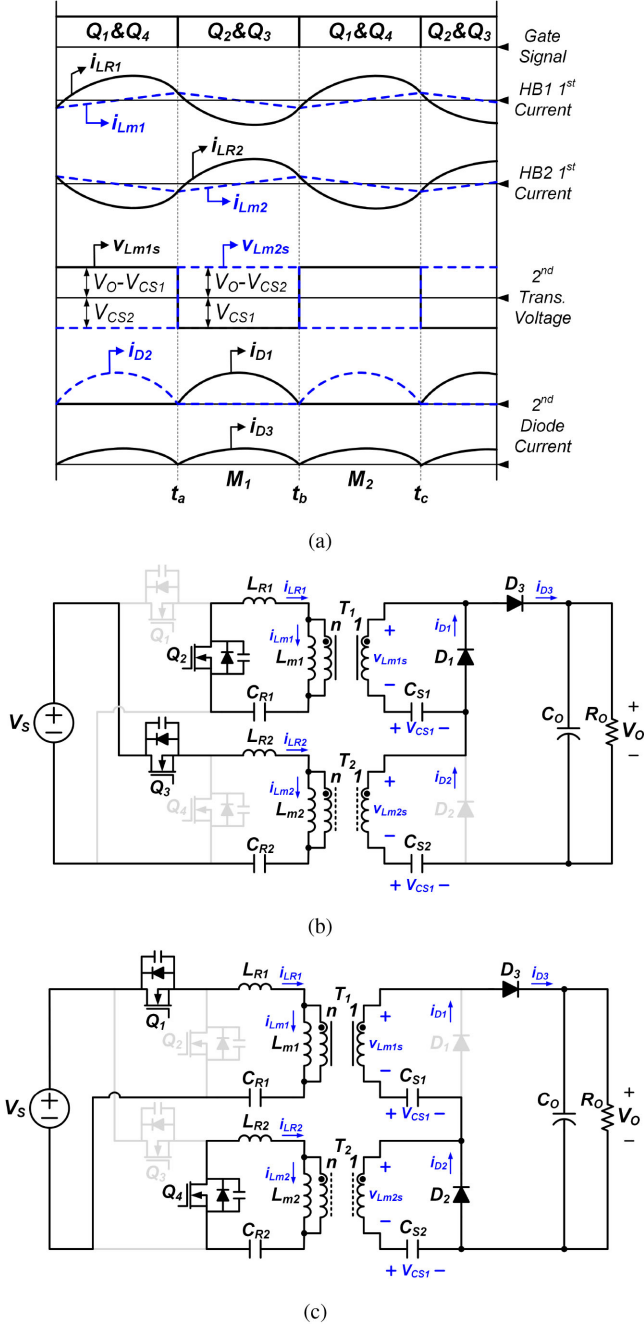 Q1&Q4 Q2&Q3 Q1&Q4 Q2&Q3
Gate Signal
iLR1
HB1 1st Current
iLm1
iLR2
HB2 1st Current
iLm2
vLm1s vLm2s
VO-VCS1 VO-VCS2
2nd Trans. Voltage
VCS2 VCS1
iD2 iD1
2nd Diode Current
iD3
M1 M2
ta tb tc
(a)
LR1 iLR1 T1 D3 iD3
Q1 n 1
iLm1 + iD1
Q2 Lm1 vLm1s D1
CR1 − CS1
+ VCS1 −
VS CO RO + VO −
LR2 iLR2 T2
Q3 n 1
iLm2 + iD2
Q4 Lm2 vLm2s D2
CR2 − CS2
+ VCS1 −
(b)
LR1 iLR1 T1 D3 iD3
Q1 n 1
iLm1 + iD1
Q2 Lm1 vLm1s D1
CR1 − CS1
+ VCS1 −
VS CO RO + VO −
LR2 iLR2 T2
Q3 n 1
iLm2 + iD2
Q4 Lm2 vLm2s D2
CR2 − CS2
+ VCS1 −
(c)